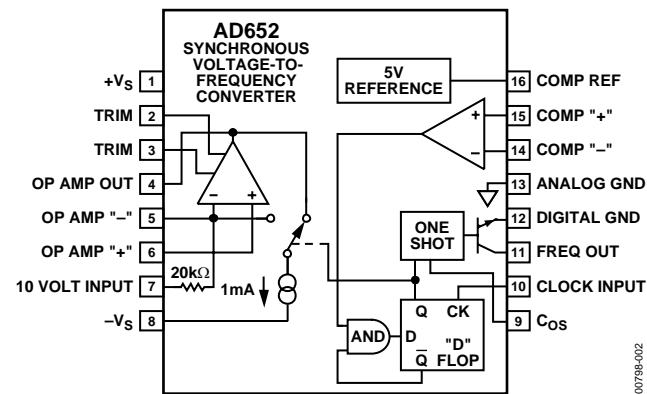 AD652
SYNCHRONOUS
VOLTAGE-TO-
FREQUENCY
CONVERTER
+VS 1
TRIM 2
TRIM 3
OP AMP OUT 4
OP AMP "–" 5
OP AMP "+" 6
10 VOLT INPUT 7
–VS 8
– +
20kΩ
1mA
5V
REFERENCE
+
–
ONE
SHOT
AND
Q CK
D "D"
Q FLOP
16 COMP REF
15 COMP "+"
14 COMP "–"
13 ANALOG GND
12 DIGITAL GND
11 FREQ OUT
10 CLOCK INPUT
9 COS
00798-002